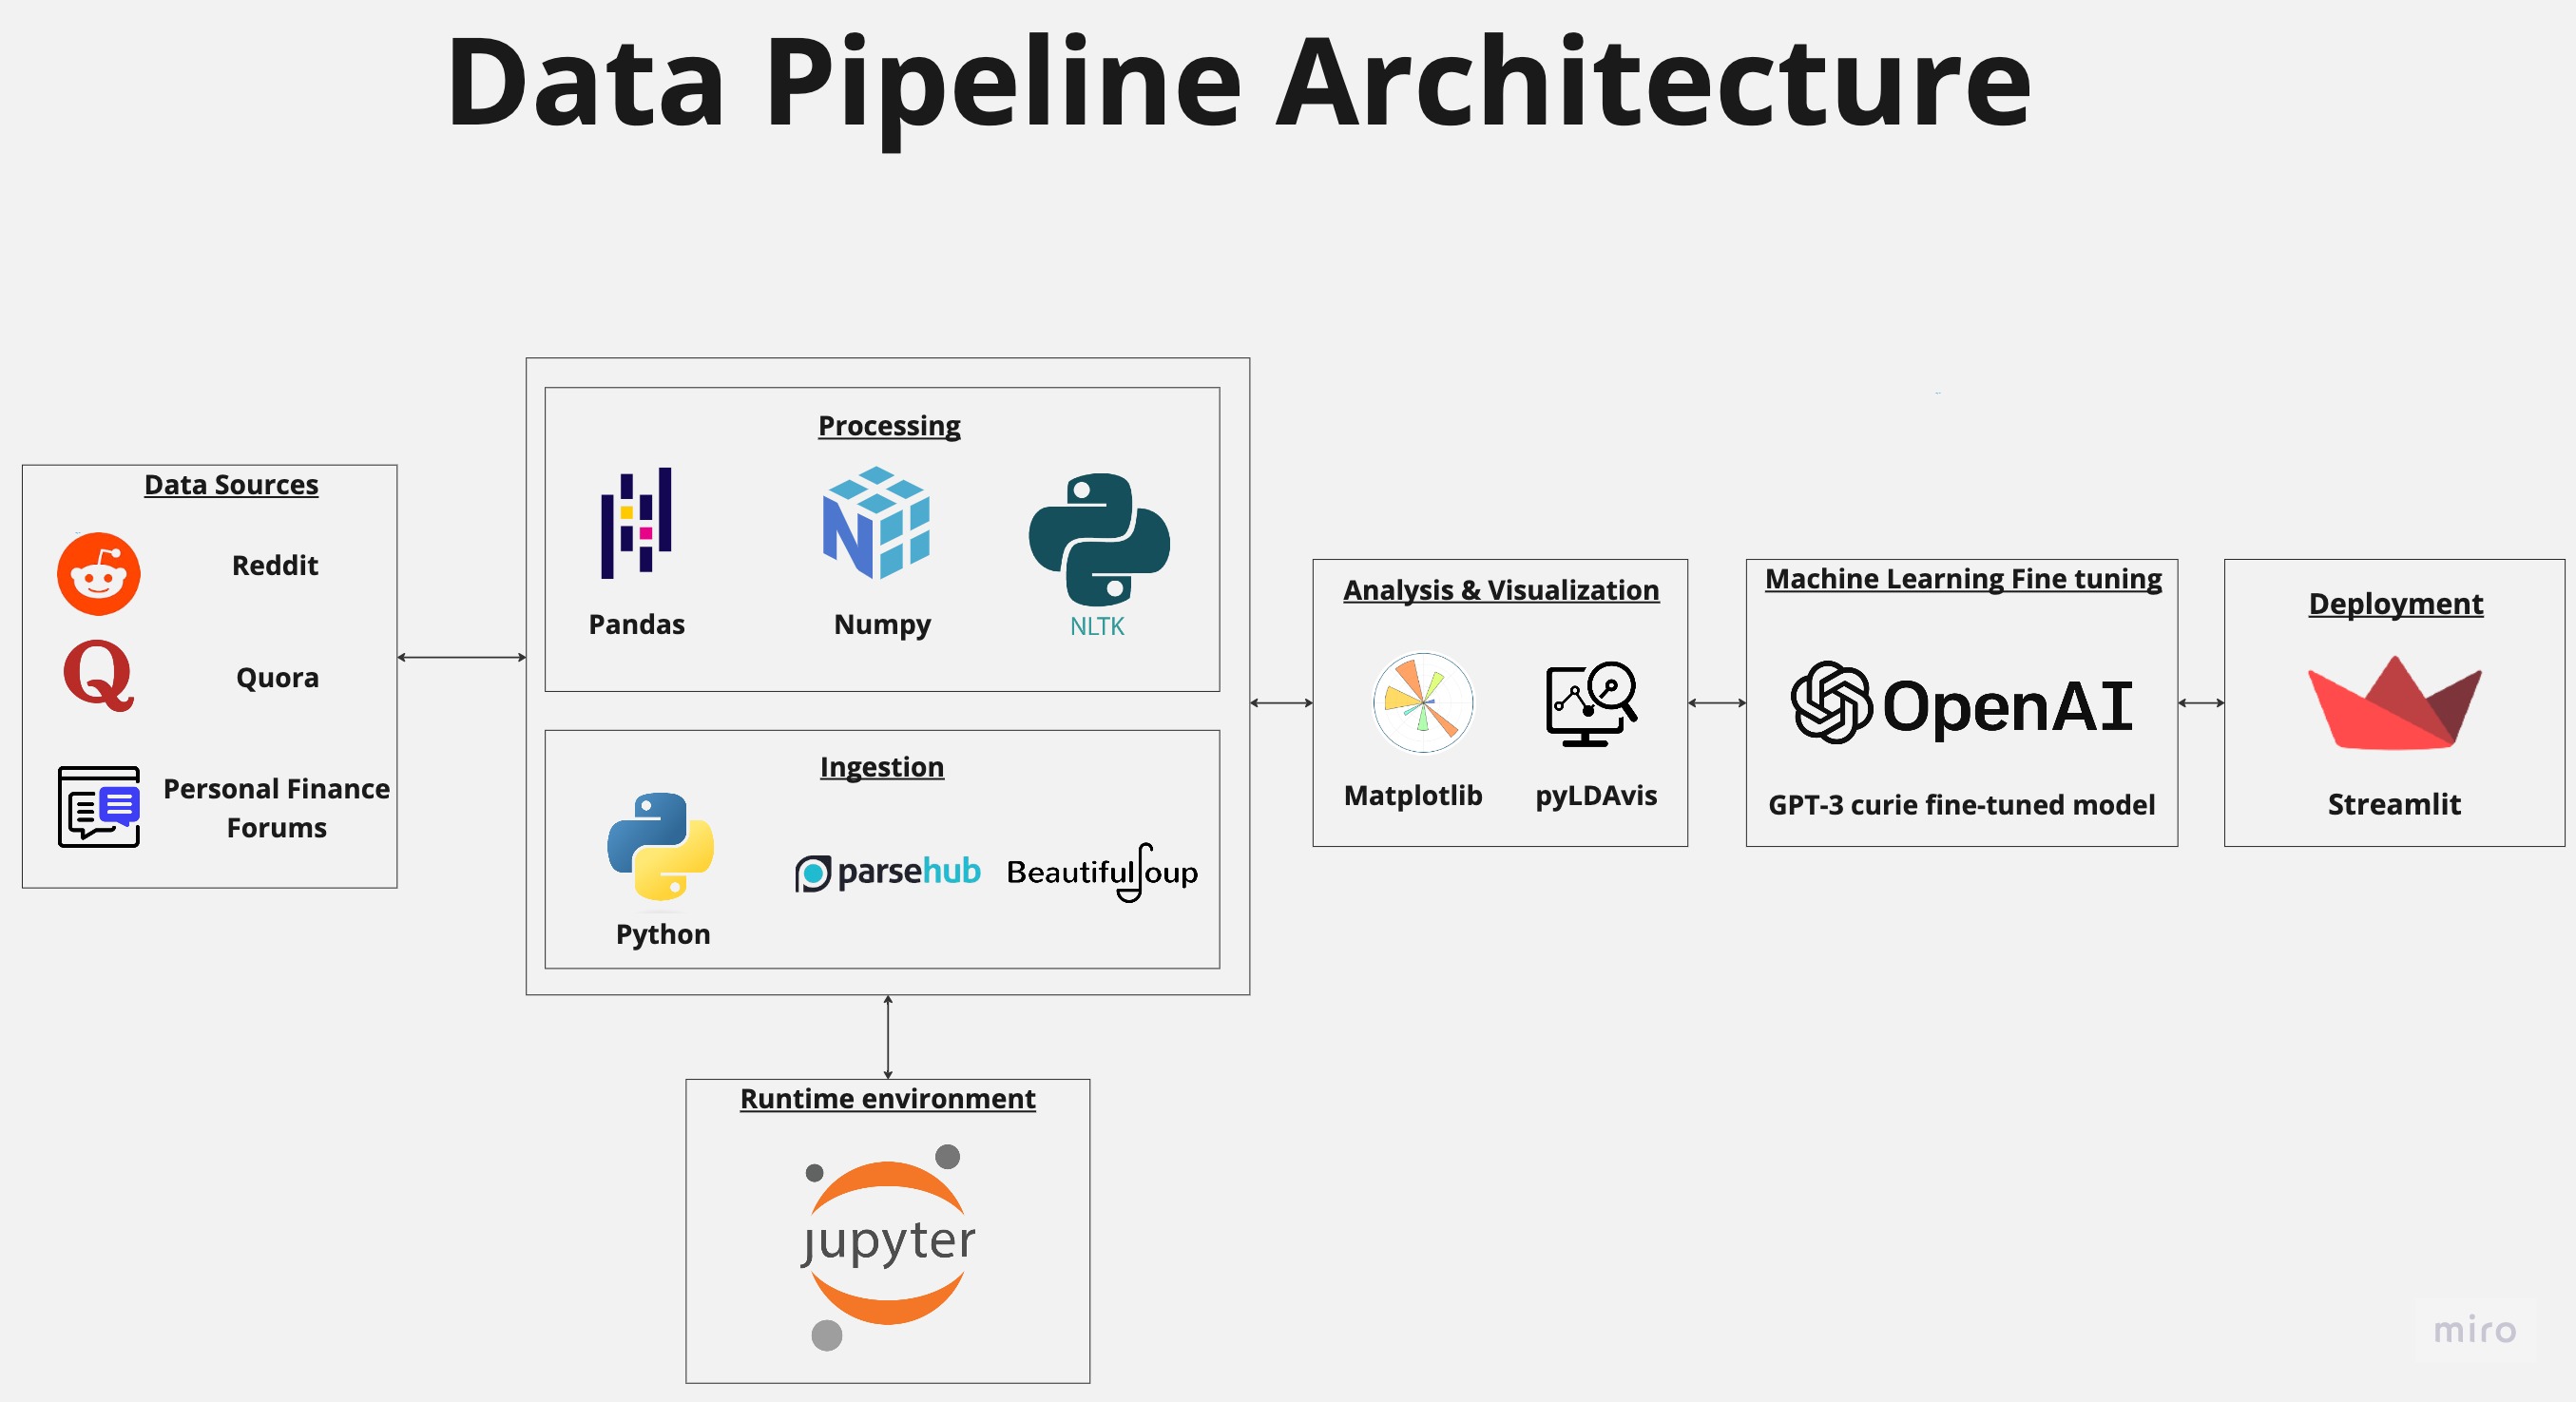 Data Pipeline Architecture
Data Sources
Reddit
Quora
Personal Finance
Forums
Processing
Pandas
Numpy
NLTK
Ingestion
Python
parsehub
BeautifulSoup
Runtime environment
jupyter
Analysis & Visualization
Matplotlib
pyLDAvis
Machine Learning Fine tuning
OpenAI
GPT-3 curie fine-tuned model
Deployment
Streamlit
miro